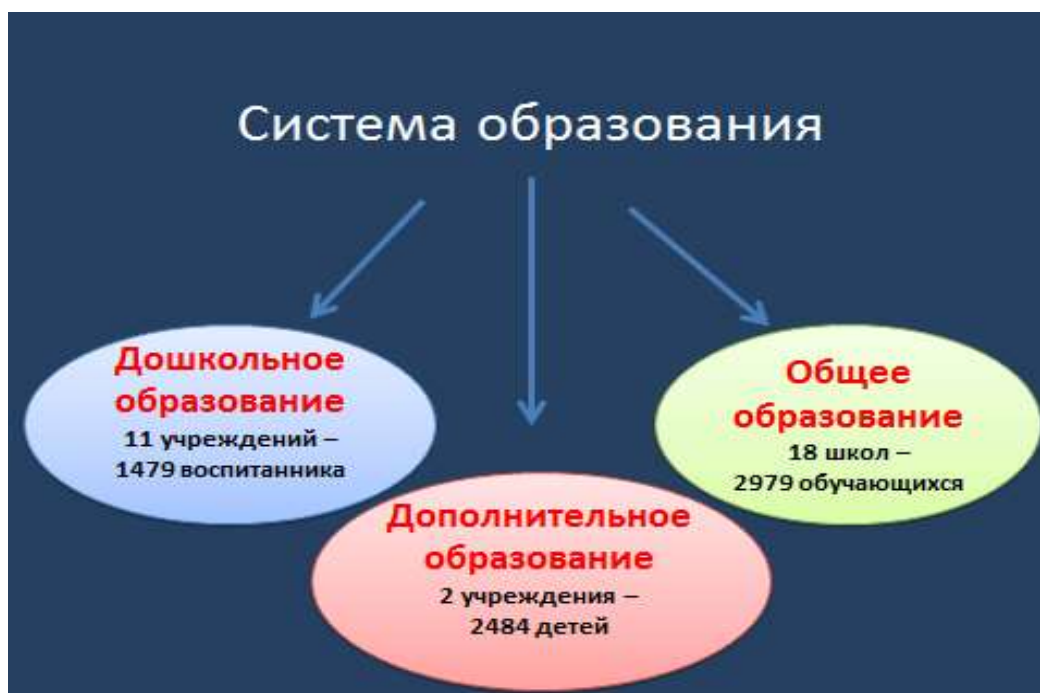 Система образования
Дошкольное
образование
11 учреждений –
1479 воспитанника
Дополнительное
образование
2 учреждения –
2484 детей
Общее
образование
18 школ –
2979 обучающихся